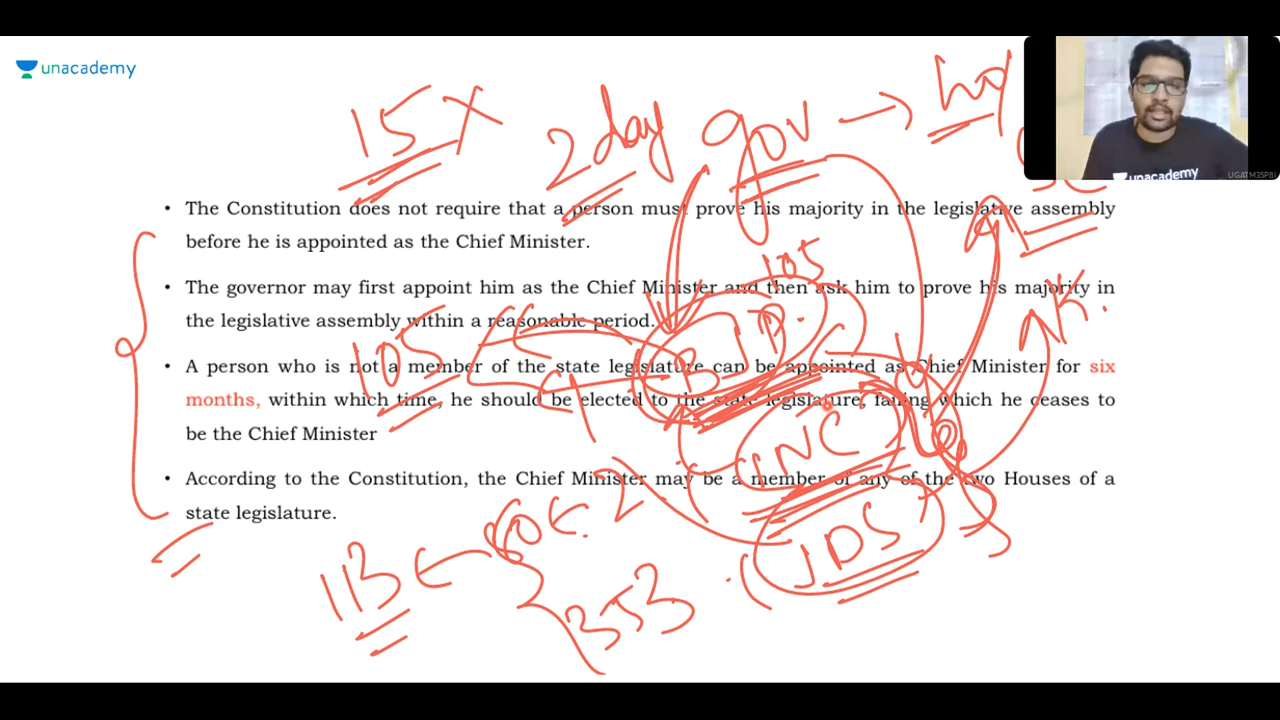 unacademy
15 X
2 day gov →
unacademy
UGATM35P8I
The Constitution does not require that a person must prove his majority in the legislative assembly
before he is appointed as the Chief Minister.
105
The governor may first appoint him as the Chief Minister and then ask him to prove his majority in
the legislative assembly within a reasonable period.
K.
BJP.
105
A person who is not a member of the state legislature can be appointed as Chief Minister for six
months, within which time, he should be elected to the state legislature, failing which he ceases to
be the Chief Minister
INC
According to the Constitution, the Chief Minister may be a member of any of the two Houses of a
state legislature.
JDS
113